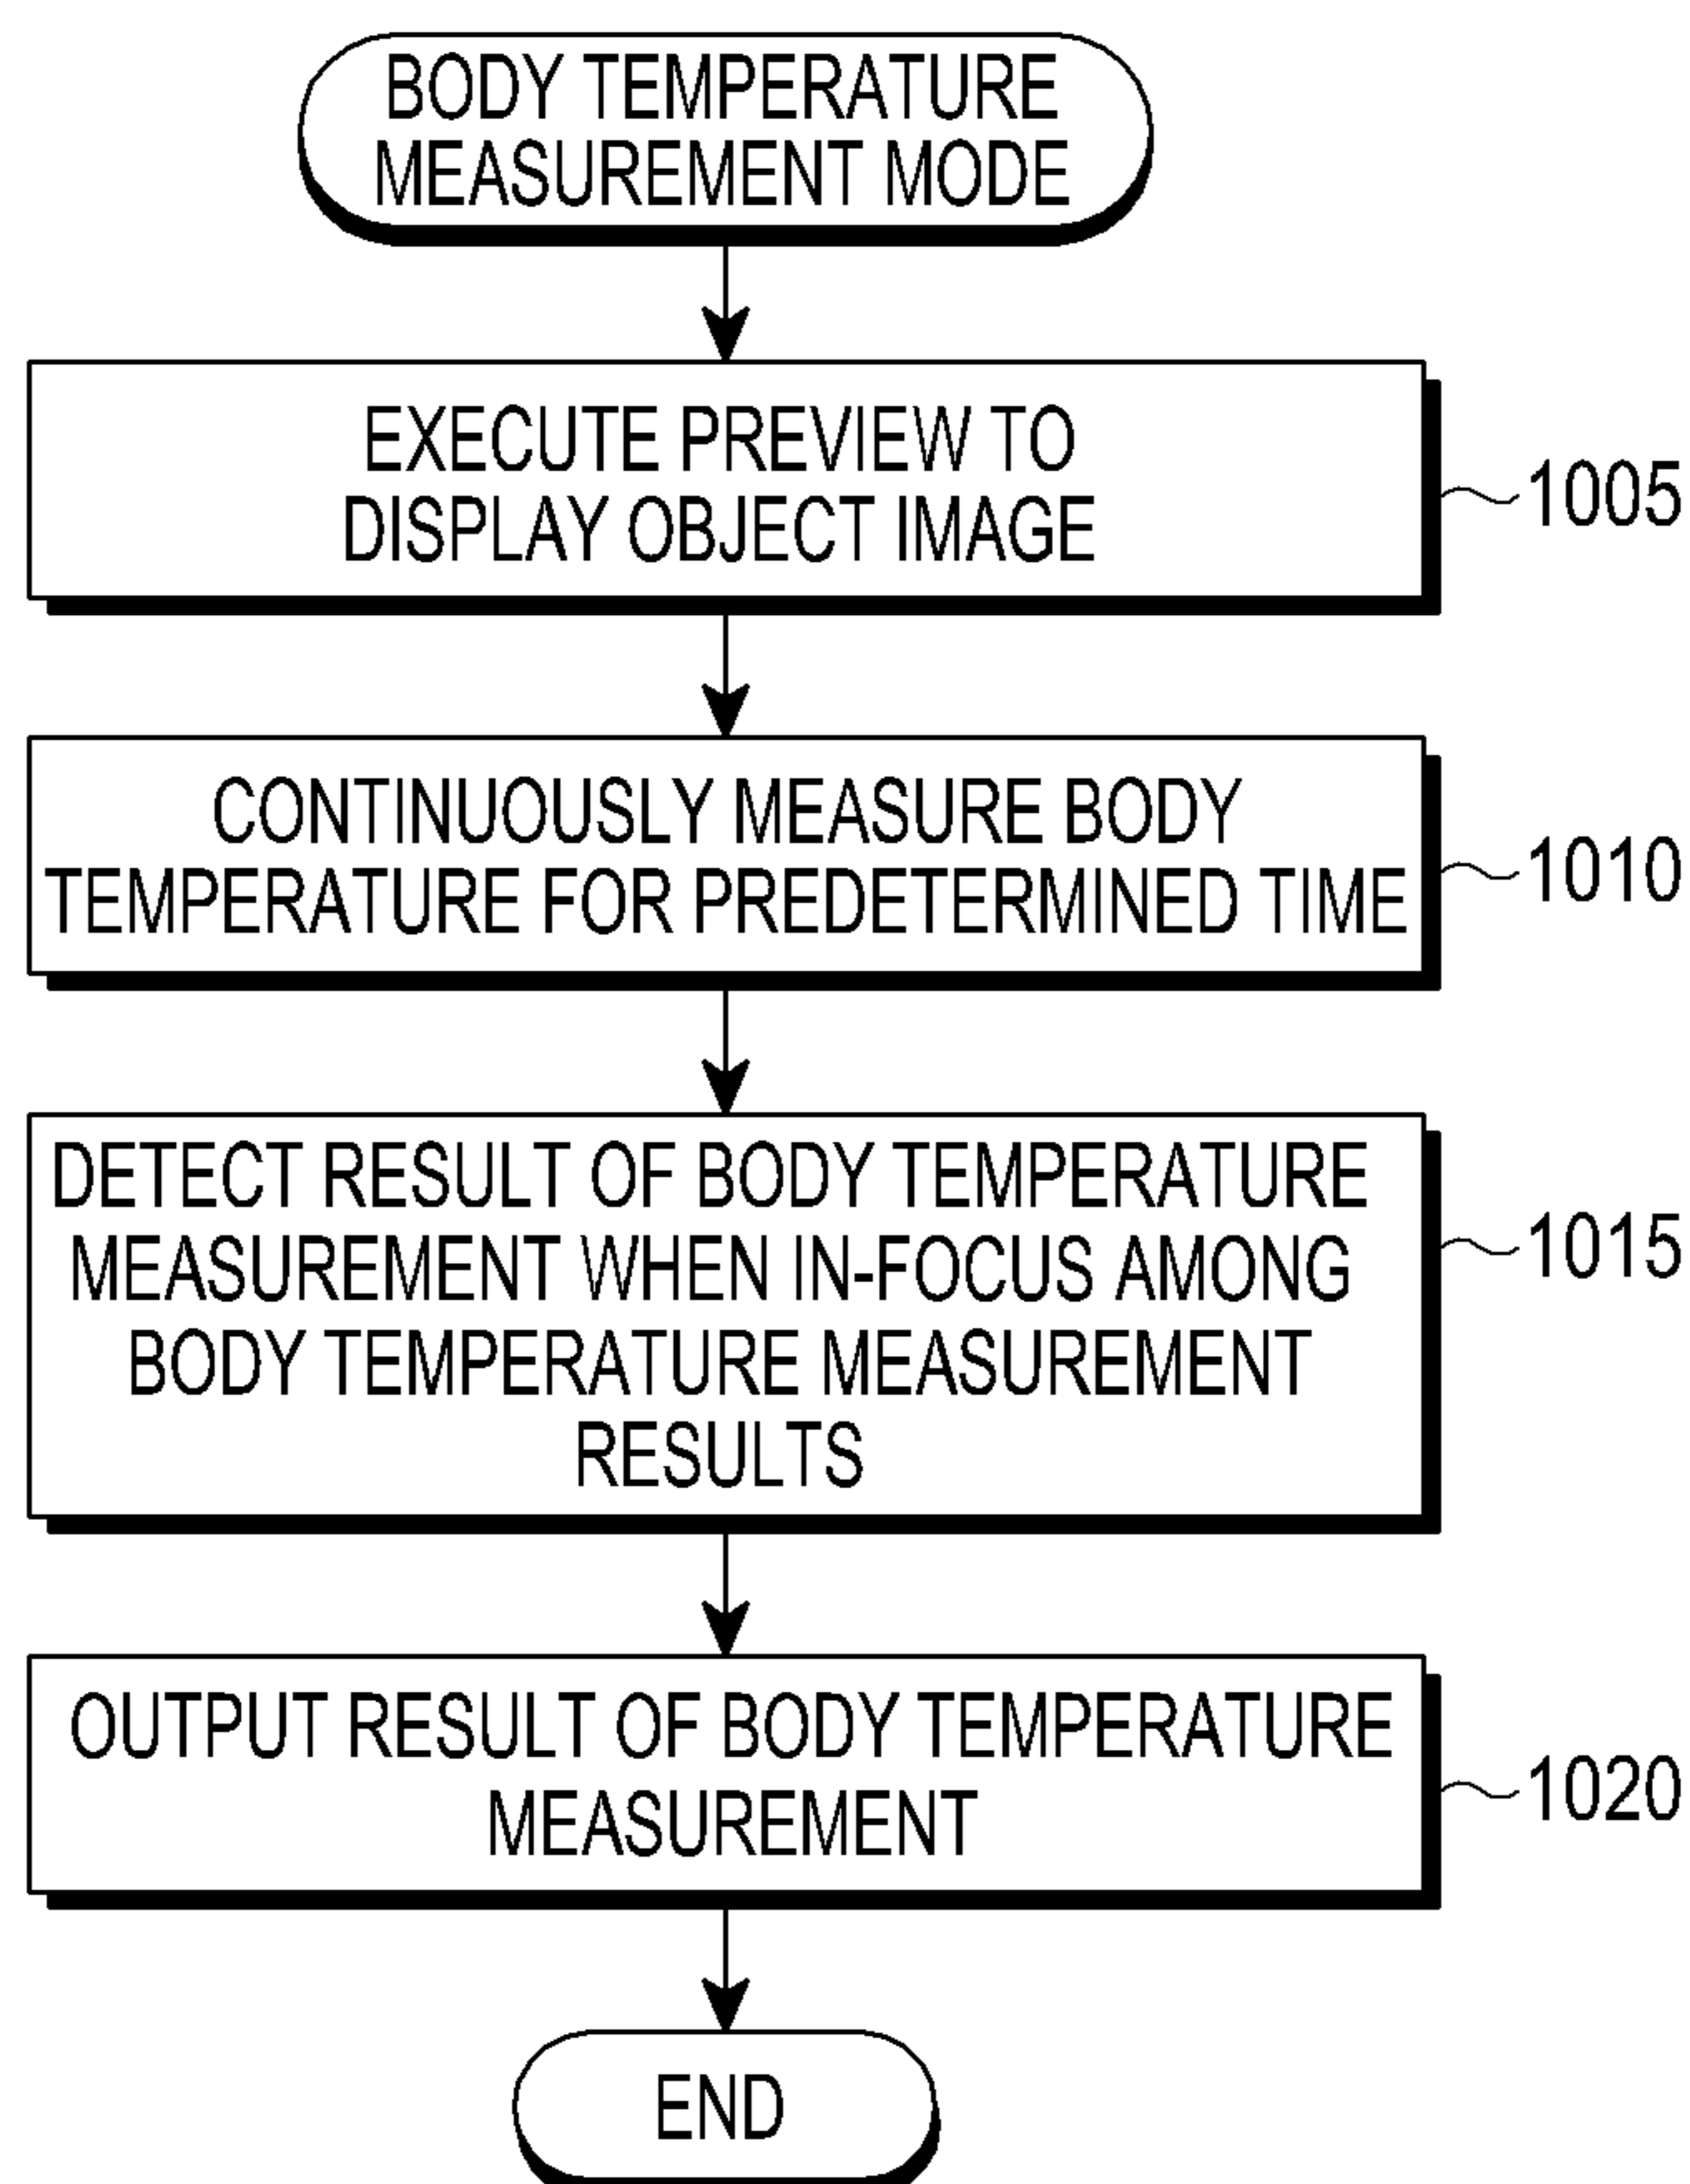 BODY TEMPERATURE
MEASUREMENT MODE
EXECUTE PREVIEW TO
DISPLAY OBJECT IMAGE
1005
CONTINUOUSLY MEASURE BODY
TEMPERATURE FOR PREDETERMINED TIME
1010
DETECT RESULT OF BODY TEMPERATURE
MEASUREMENT WHEN IN-FOCUS AMONG
BODY TEMPERATURE MEASUREMENT
RESULTS
1015
OUTPUT RESULT OF BODY TEMPERATURE
MEASUREMENT
1020
END